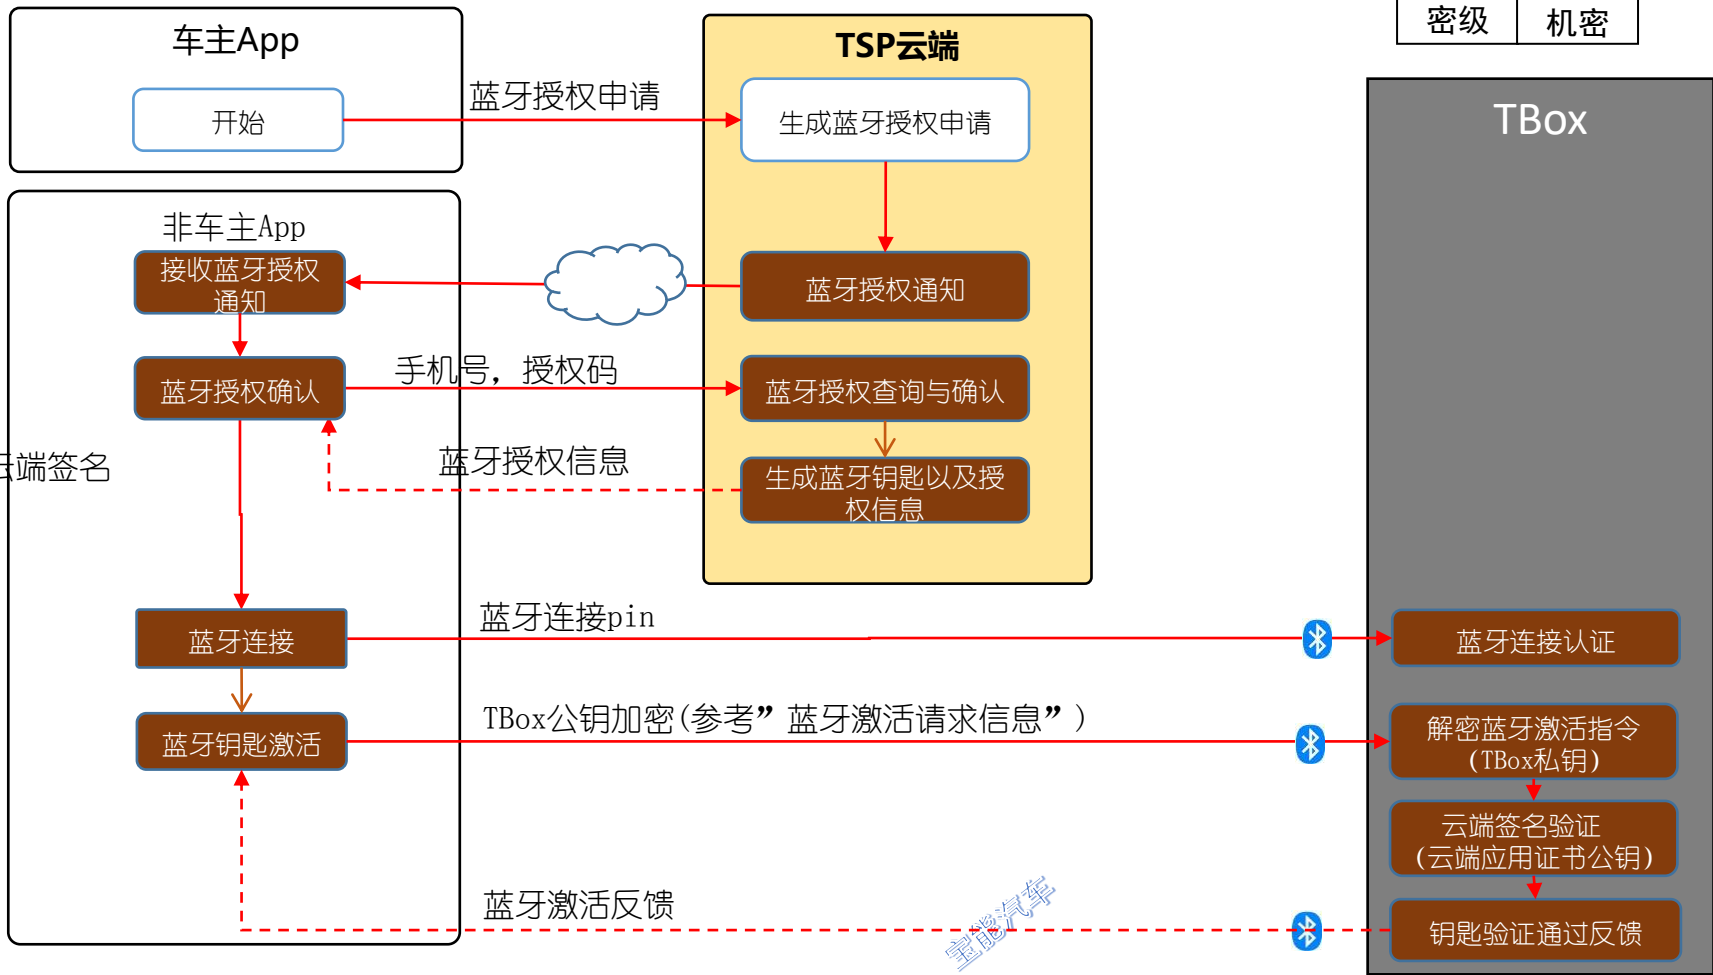 密级 机密
车主App
TSP云端
TBox
开始
蓝牙授权申请
生成蓝牙授权申请
非车主App
接收蓝牙授权
通知
蓝牙授权通知
蓝牙授权确认
手机号，授权码
蓝牙授权查询与确认
云端签名
蓝牙授权信息
生成蓝牙钥匙以及授
权信息
蓝牙连接
蓝牙连接pin
蓝牙连接认证
蓝牙钥匙激活
TBox公钥加密(参考”蓝牙激活请求信息”)
解密蓝牙激活指令
(TBox私钥)
云端签名验证
(云端应用证书公钥)
蓝牙激活反馈
宝能汽车
钥匙验证通过反馈